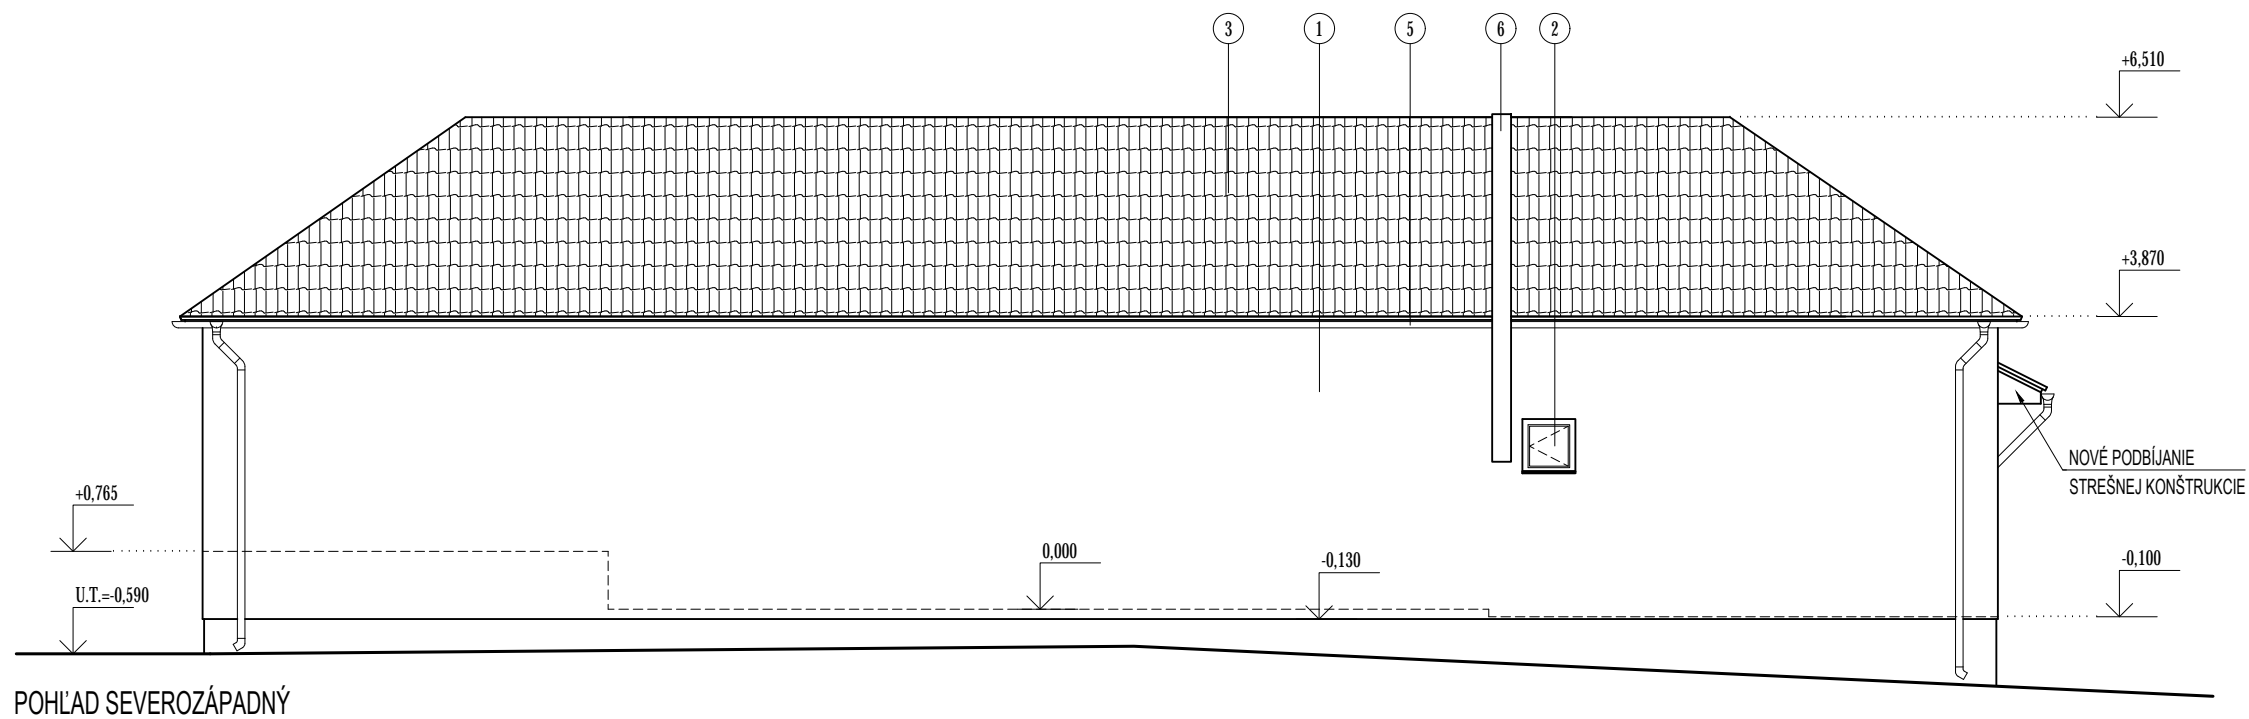 3 1 5 6 2
+6,510
+3,870
NOVÉ PODBÍJANIE
STREŠNEJ KONŠTRUKCIE
+0,765
0,000
-0,130
-0,100
U.T.=-0,590
POHĽAD SEVEROZÁPADNÝ